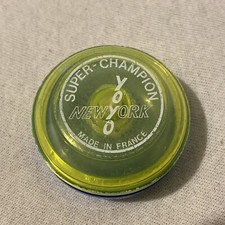 SUPER-CHAMPION
YOYO
NEW YORK
MADE IN FRANCE